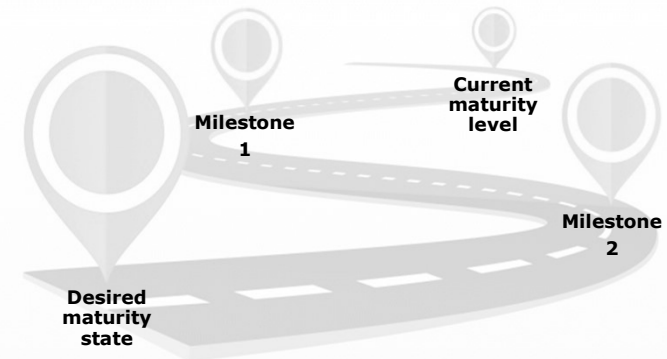 Current
maturity
level
Milestone
1
Milestone
2
Desired
maturity
state